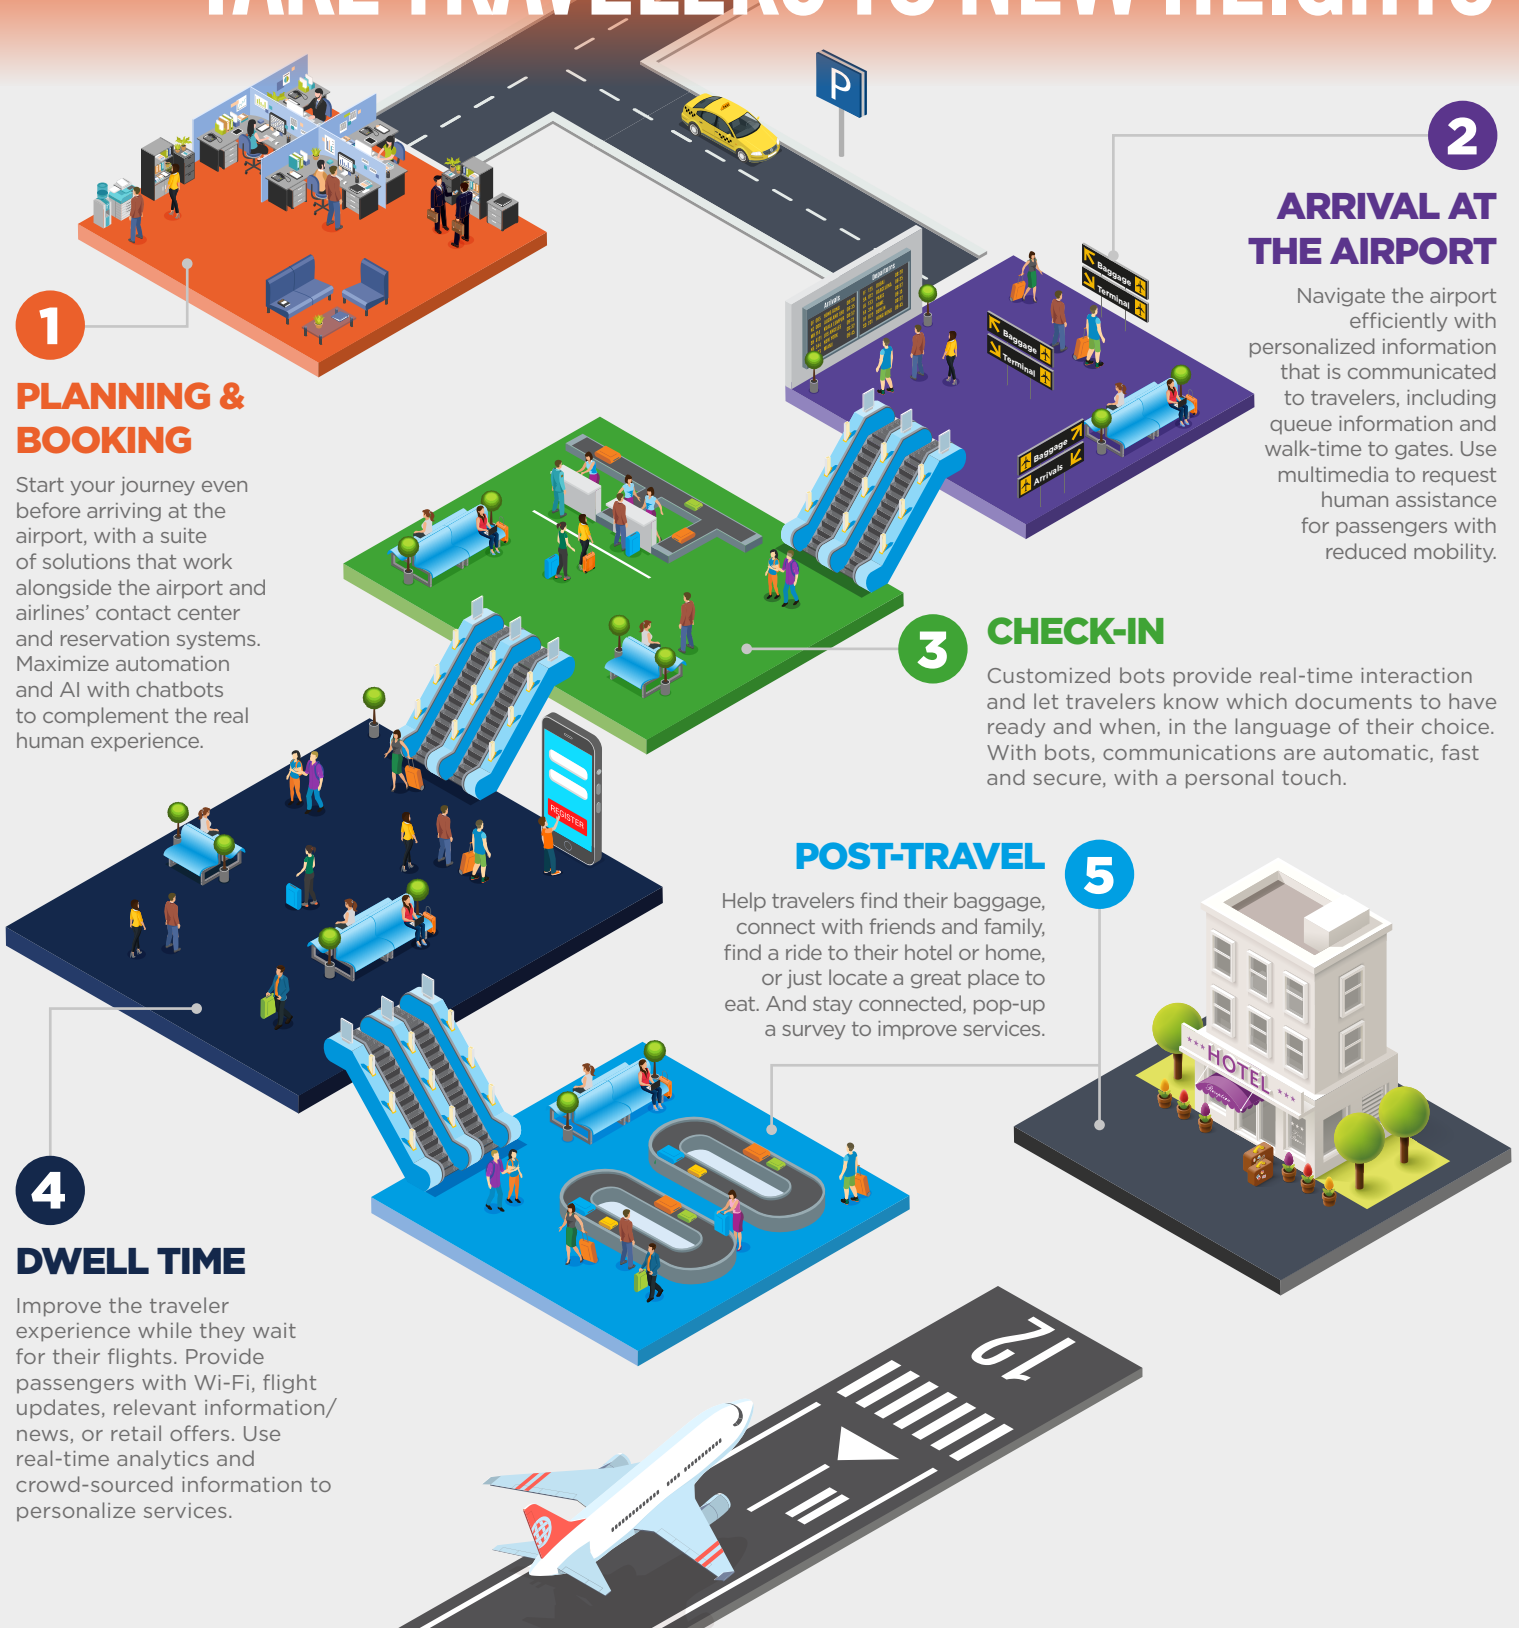 TAKE TRAVELERS TO NEW HEIGHTS
P
1
PLANNING &
BOOKING
Start your journey even
before arriving at the
airport, with a suite
of solutions that work
alongside the airport and
airlines’ contact center
and reservation systems.
Maximize automation
and AI with chatbots
to complement the real
human experience.
2
ARRIVAL AT
THE AIRPORT
Navigate the airport
efficiently with
personalized information
that is communicated
to travelers, including
queue information and
walk-time to gates. Use
multimedia to request
human assistance
for passengers with
reduced mobility.
Arrivals
Departures
Baggage
Terminal
Baggage
Terminal
Baggage
Arrivals
3
CHECK-IN
Customized bots provide real-time interaction
and let travelers know which documents to have
ready and when, in the language of their choice.
With bots, communications are automatic, fast
and secure, with a personal touch.
REGISTER
4
DWELL TIME
Improve the traveler
experience while they wait
for their flights. Provide
passengers with Wi-Fi, flight
updates, relevant information/
news, or retail offers. Use
real-time analytics and
crowd-sourced information to
personalize services.
5
POST-TRAVEL
Help travelers find their baggage,
connect with friends and family,
find a ride to their hotel or home,
or just locate a great place to
eat. And stay connected, pop-up
a survey to improve services.
*** HOTEL ***
Reception
12